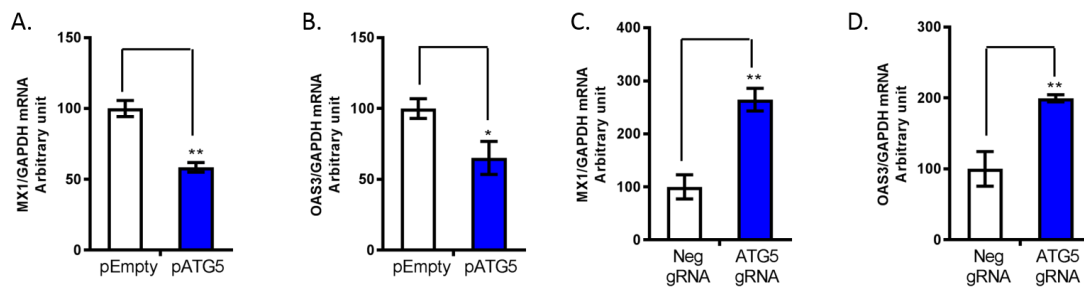 A.
MX1/GAPDH mRNA
Arbitrary unit
150
100
50
0
**
pEmpty pATG5
B.
OAS3/GAPDH mRNA
Arbitrary unit
150
100
50
0
*
pEmpty pATG5
C.
MX1/GAPDH mRNA
Arbitrary unit
400
300
200
100
0
**
Neg ATG5
gRNA gRNA
D.
OAS3/GAPDH mRNA
Arbitrary unit
300
200
100
0
**
Neg ATG5
gRNA gRNA